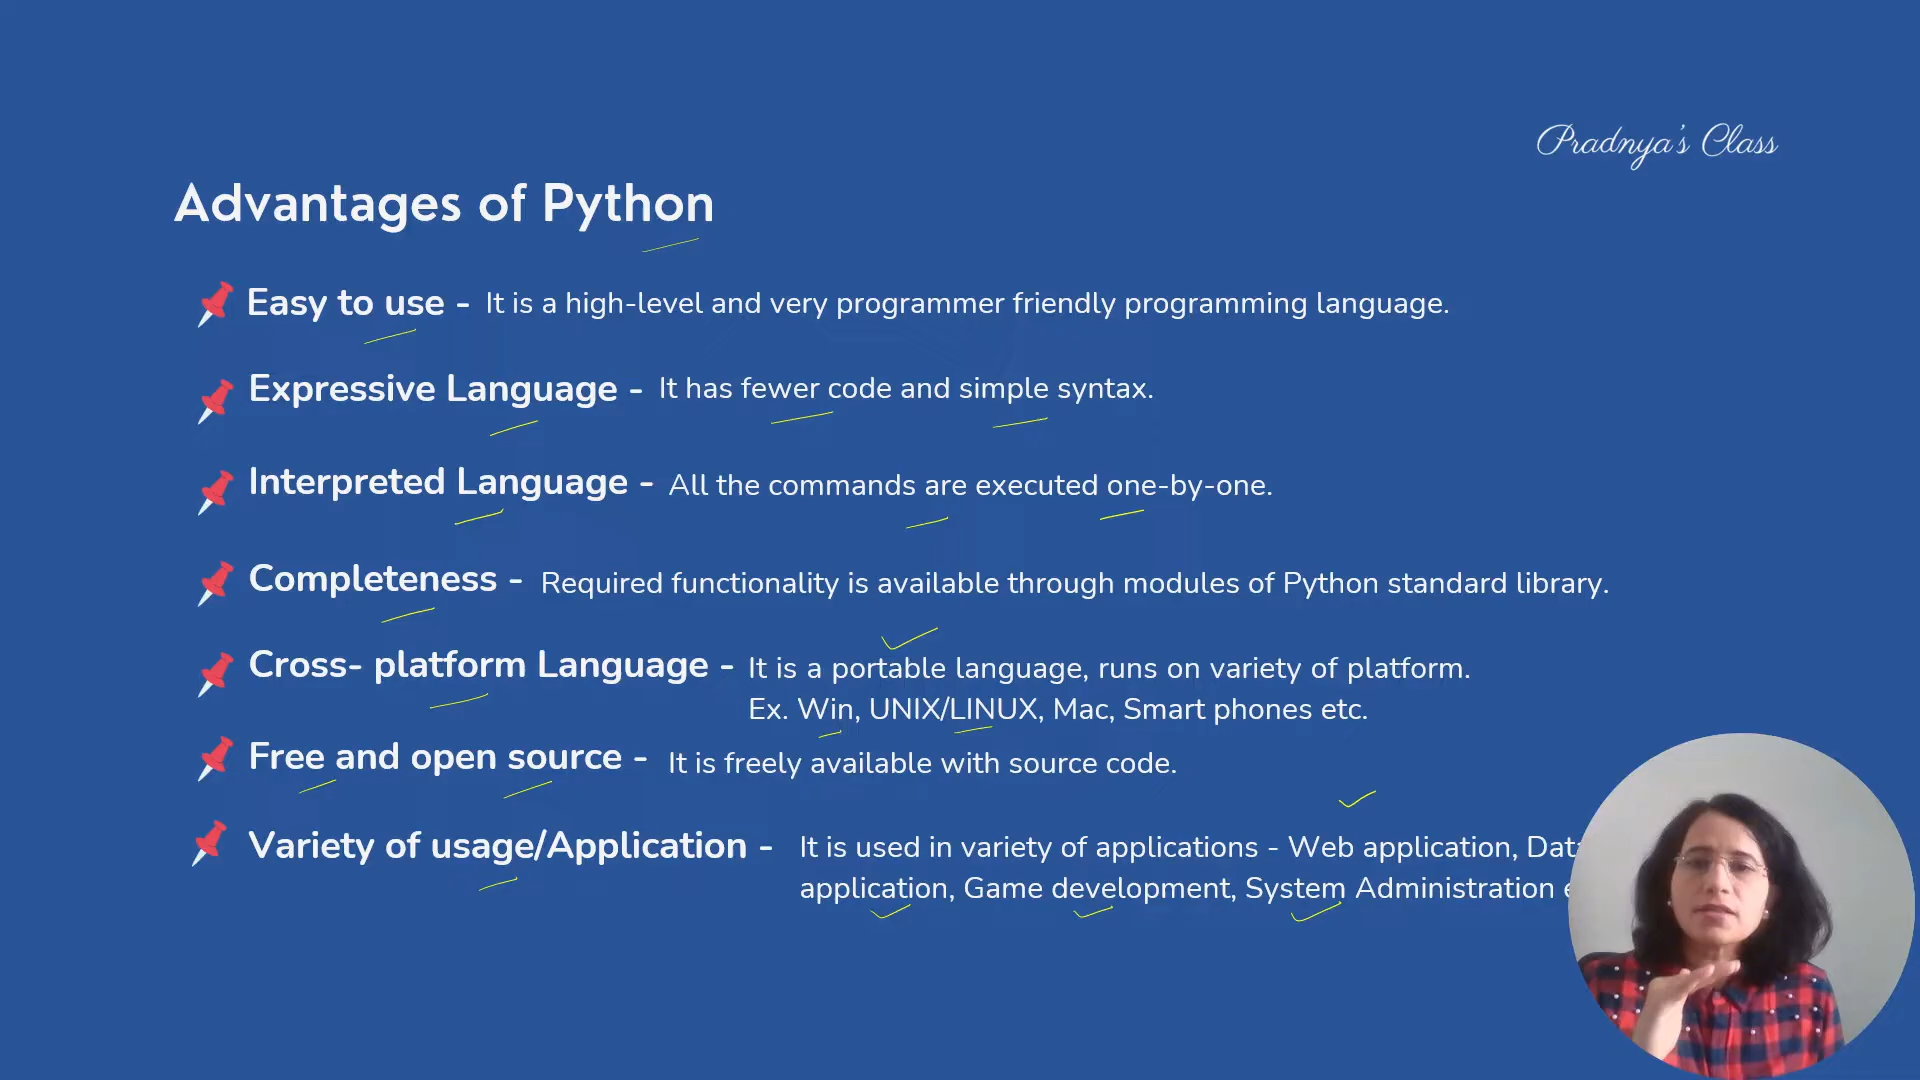 Pradnya's Class
Advantages of Python
Easy to use - It is a high-level and very programmer friendly programming language.
Expressive Language - It has fewer code and simple syntax.
Interpreted Language - All the commands are executed one-by-one.
Completeness - Required functionality is available through modules of Python standard library.
Cross- platform Language - It is a portable language, runs on variety of platform.
Ex. Win, UNIX/LINUX, Mac, Smart phones etc.
Free and open source - It is freely available with source code.
Variety of usage/Application - It is used in variety of applications - Web application,
application, Game development, System Administration